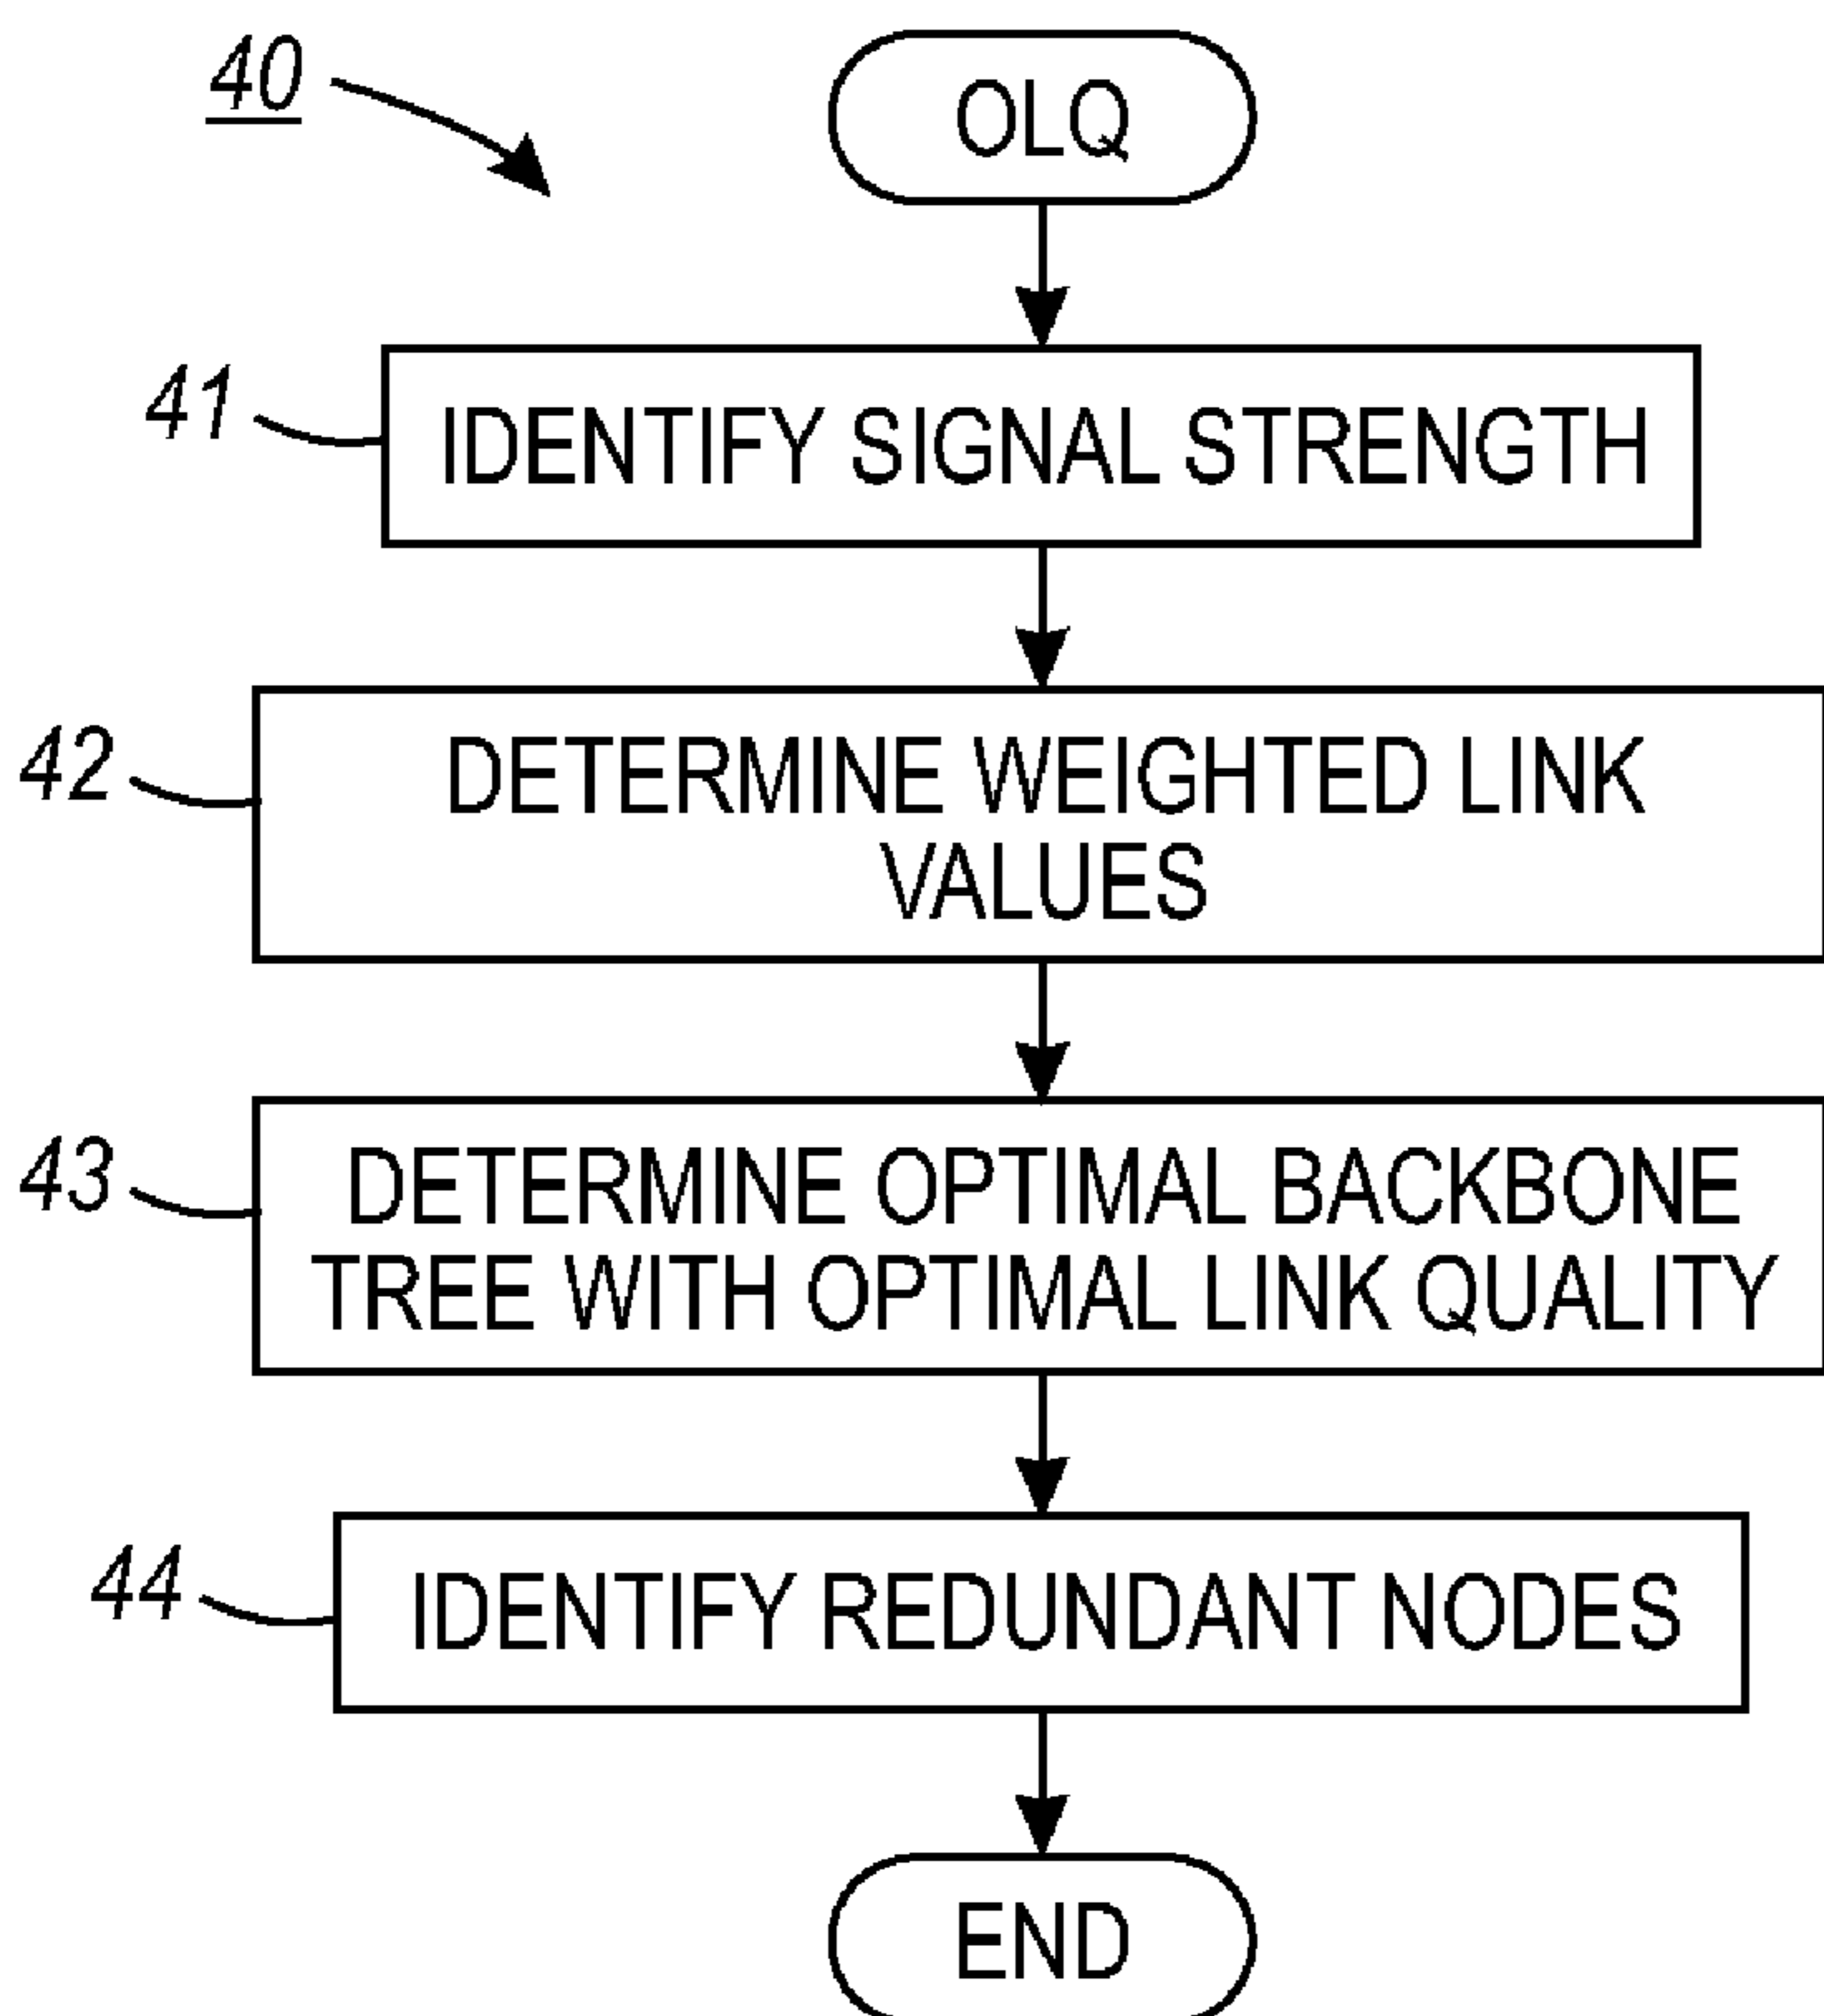 40
OLQ
41
IDENTIFY SIGNAL STRENGTH
42
DETERMINE WEIGHTED LINK
VALUES
43
DETERMINE OPTIMAL BACKBONE
TREE WITH OPTIMAL LINK QUALITY
44
IDENTIFY REDUNDANT NODES
END